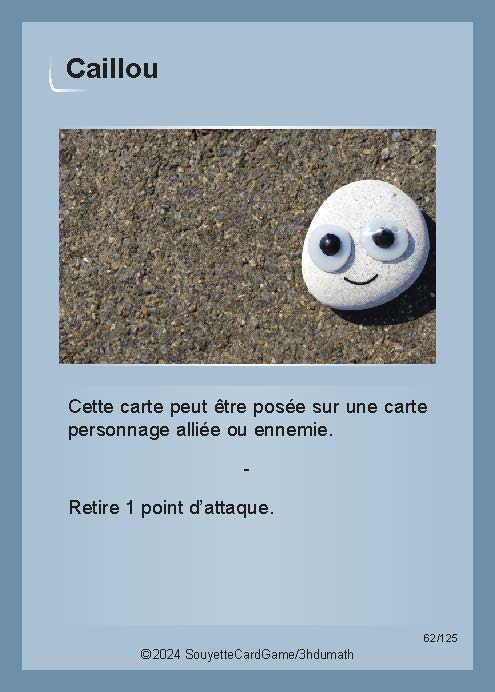 Caillou
Cette carte peut être posée sur une carte
personnage alliée ou ennemie.
-
Retire 1 point d’attaque.
62/125
©2024 SouyetteCardGame/3hdumath